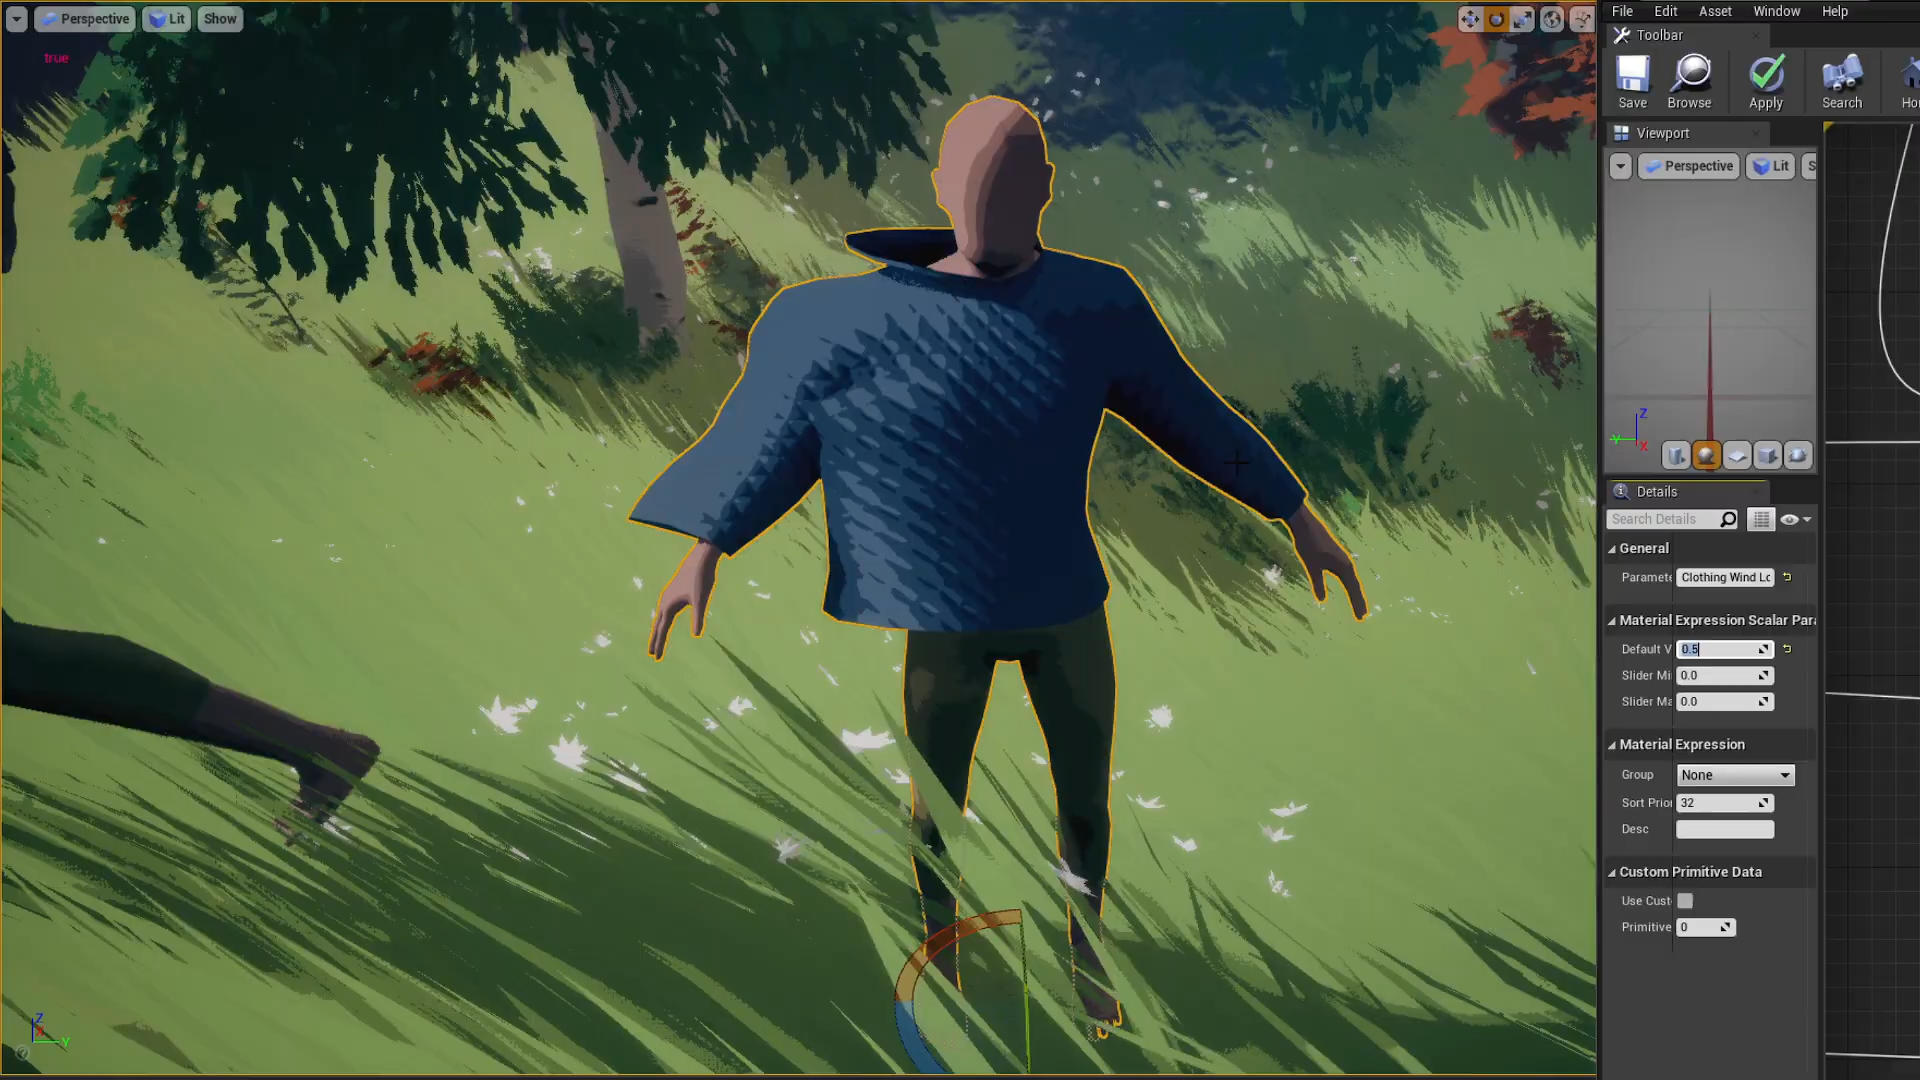 Perspective Lit Show
true
File Edit Asset Window Help
Toolbar
Save Browse Apply Search
Viewport
Perspective Lit S
Z
Y
X
Details
Search Details
General
Paramete Clothing Wind Lo
Material Expression Scalar Para
Default V 0.5
Slider Mi 0.0
Slider Ma 0.0
Material Expression
Group None
Sort Prior 32
Desc
Custom Primitive Data
Use Cust
Primitive 0
Z
X
Y